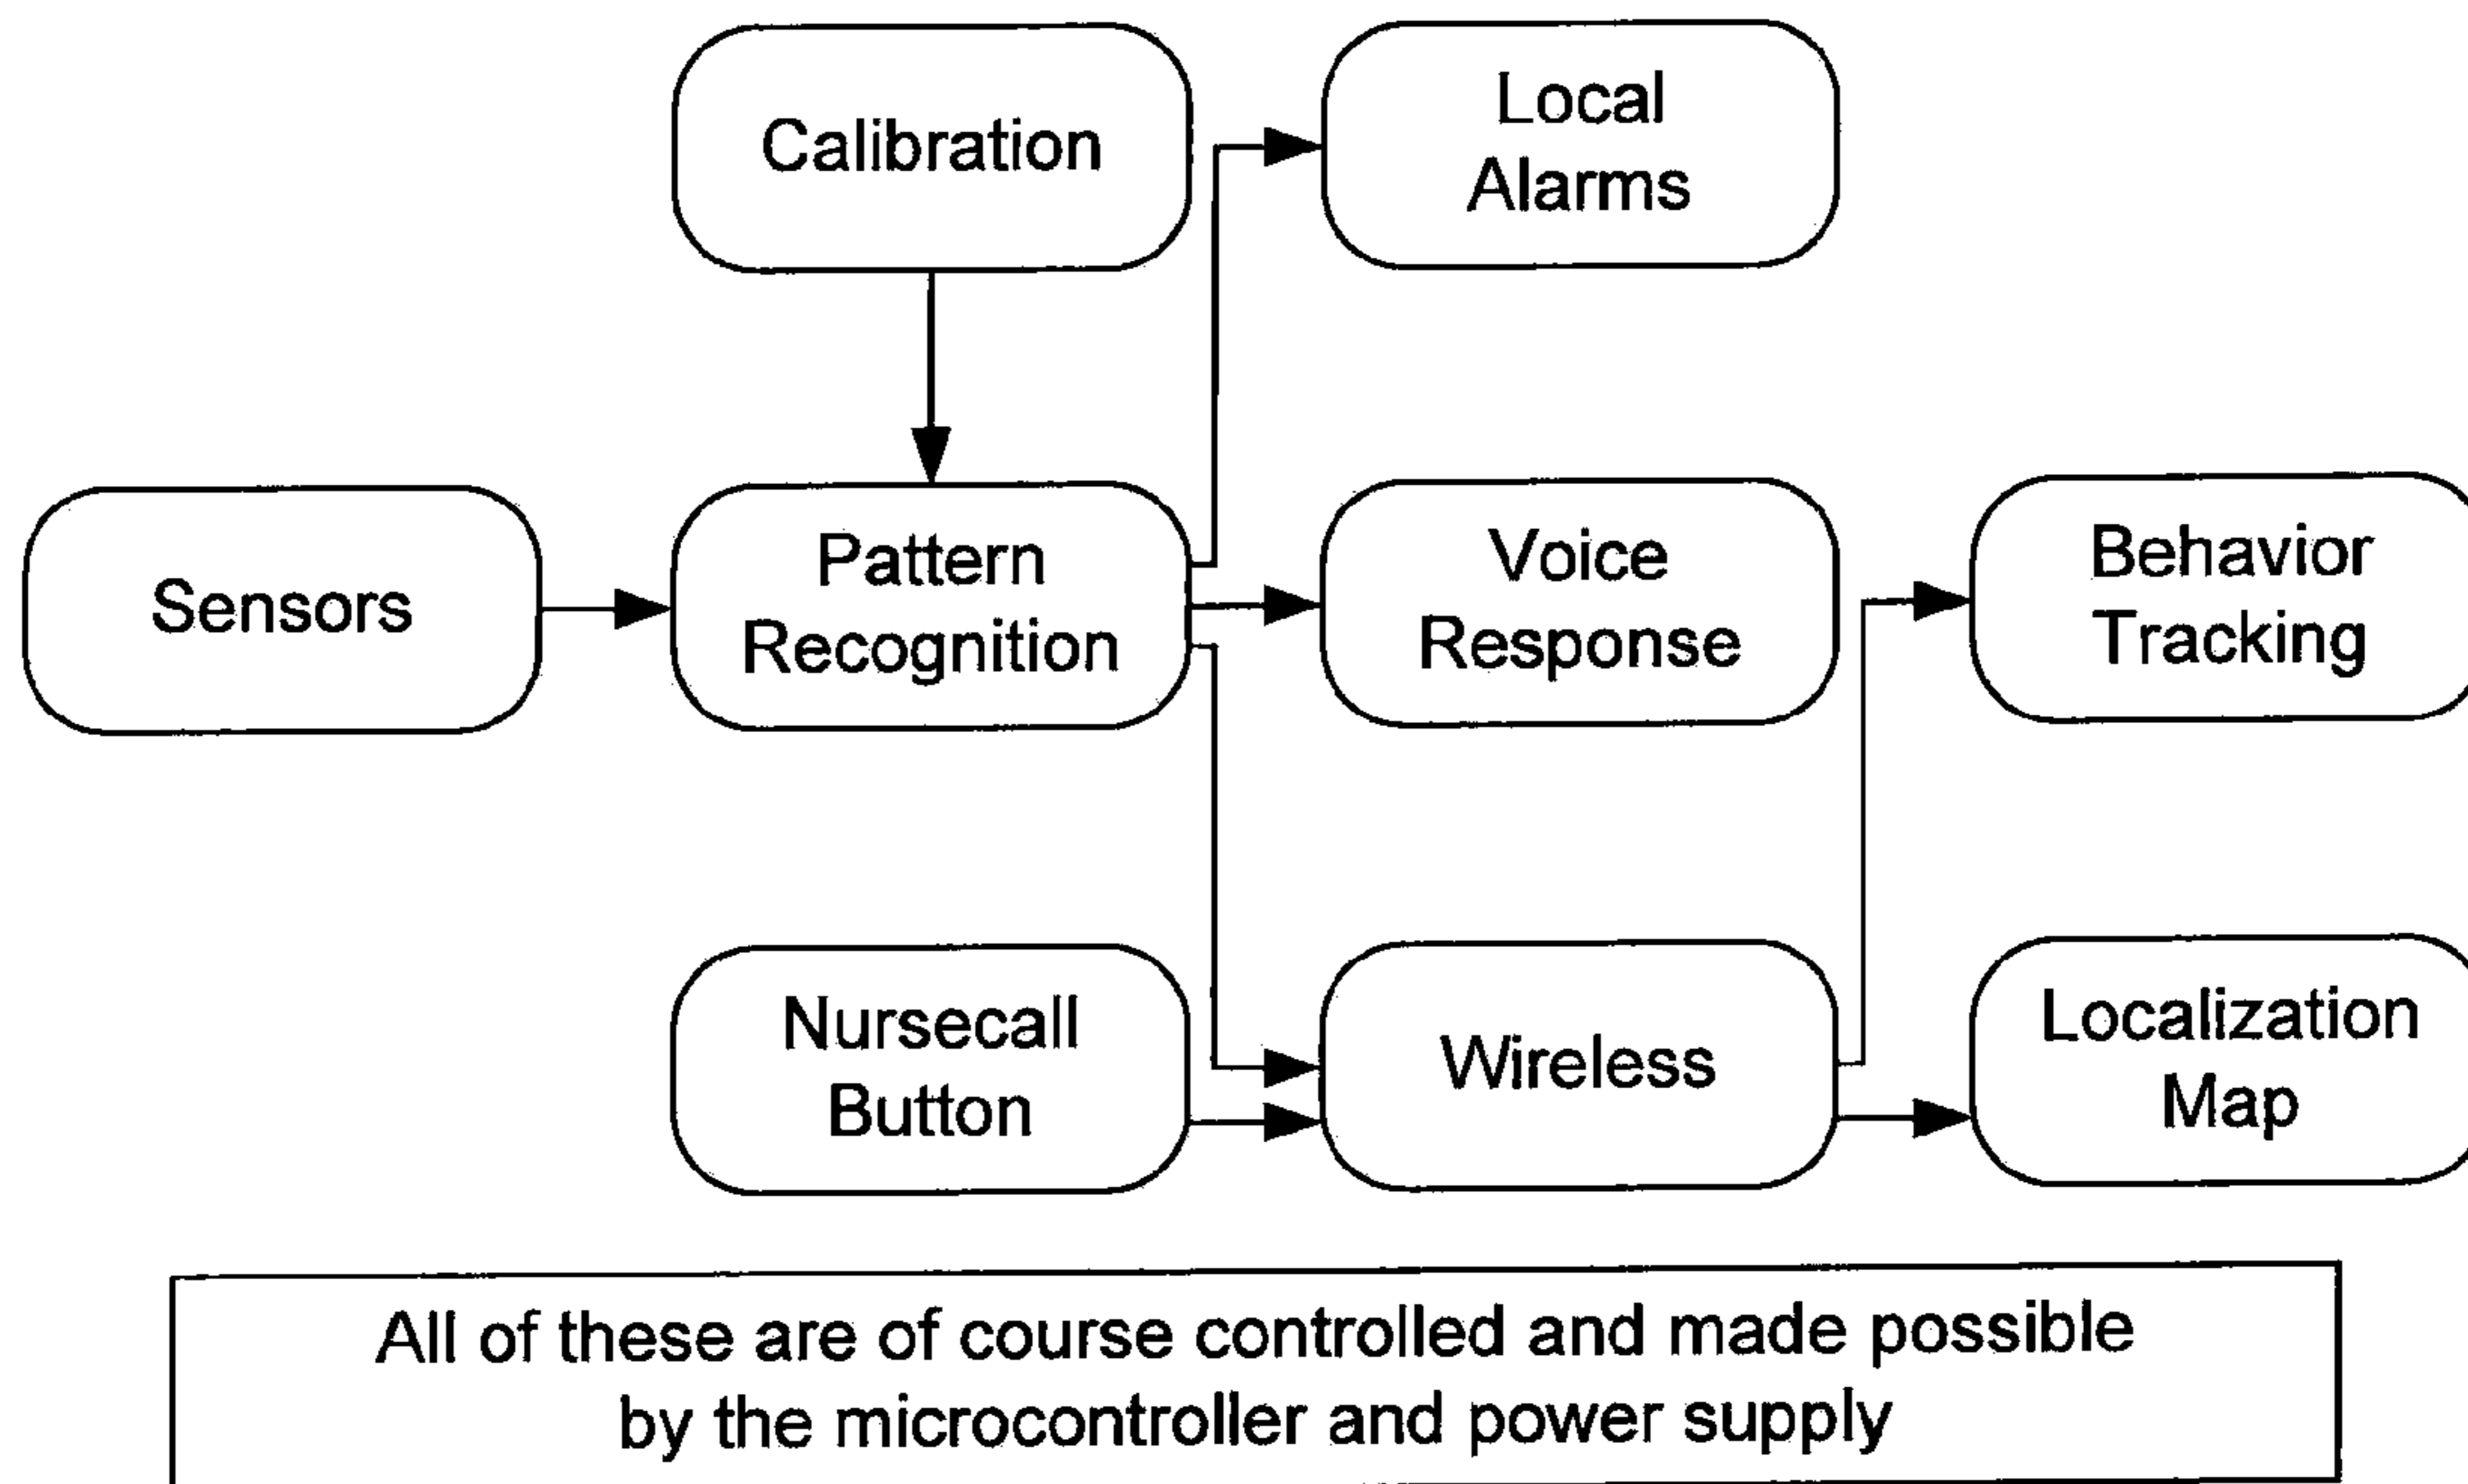 Calibration
Local
Alarms
Sensors
Pattern
Recognition
Voice
Response
Behavior
Tracking
Nursecall
Button
Wireless
Localization
Map
All of these are of course controlled and made possible
by the microcontroller and power supply